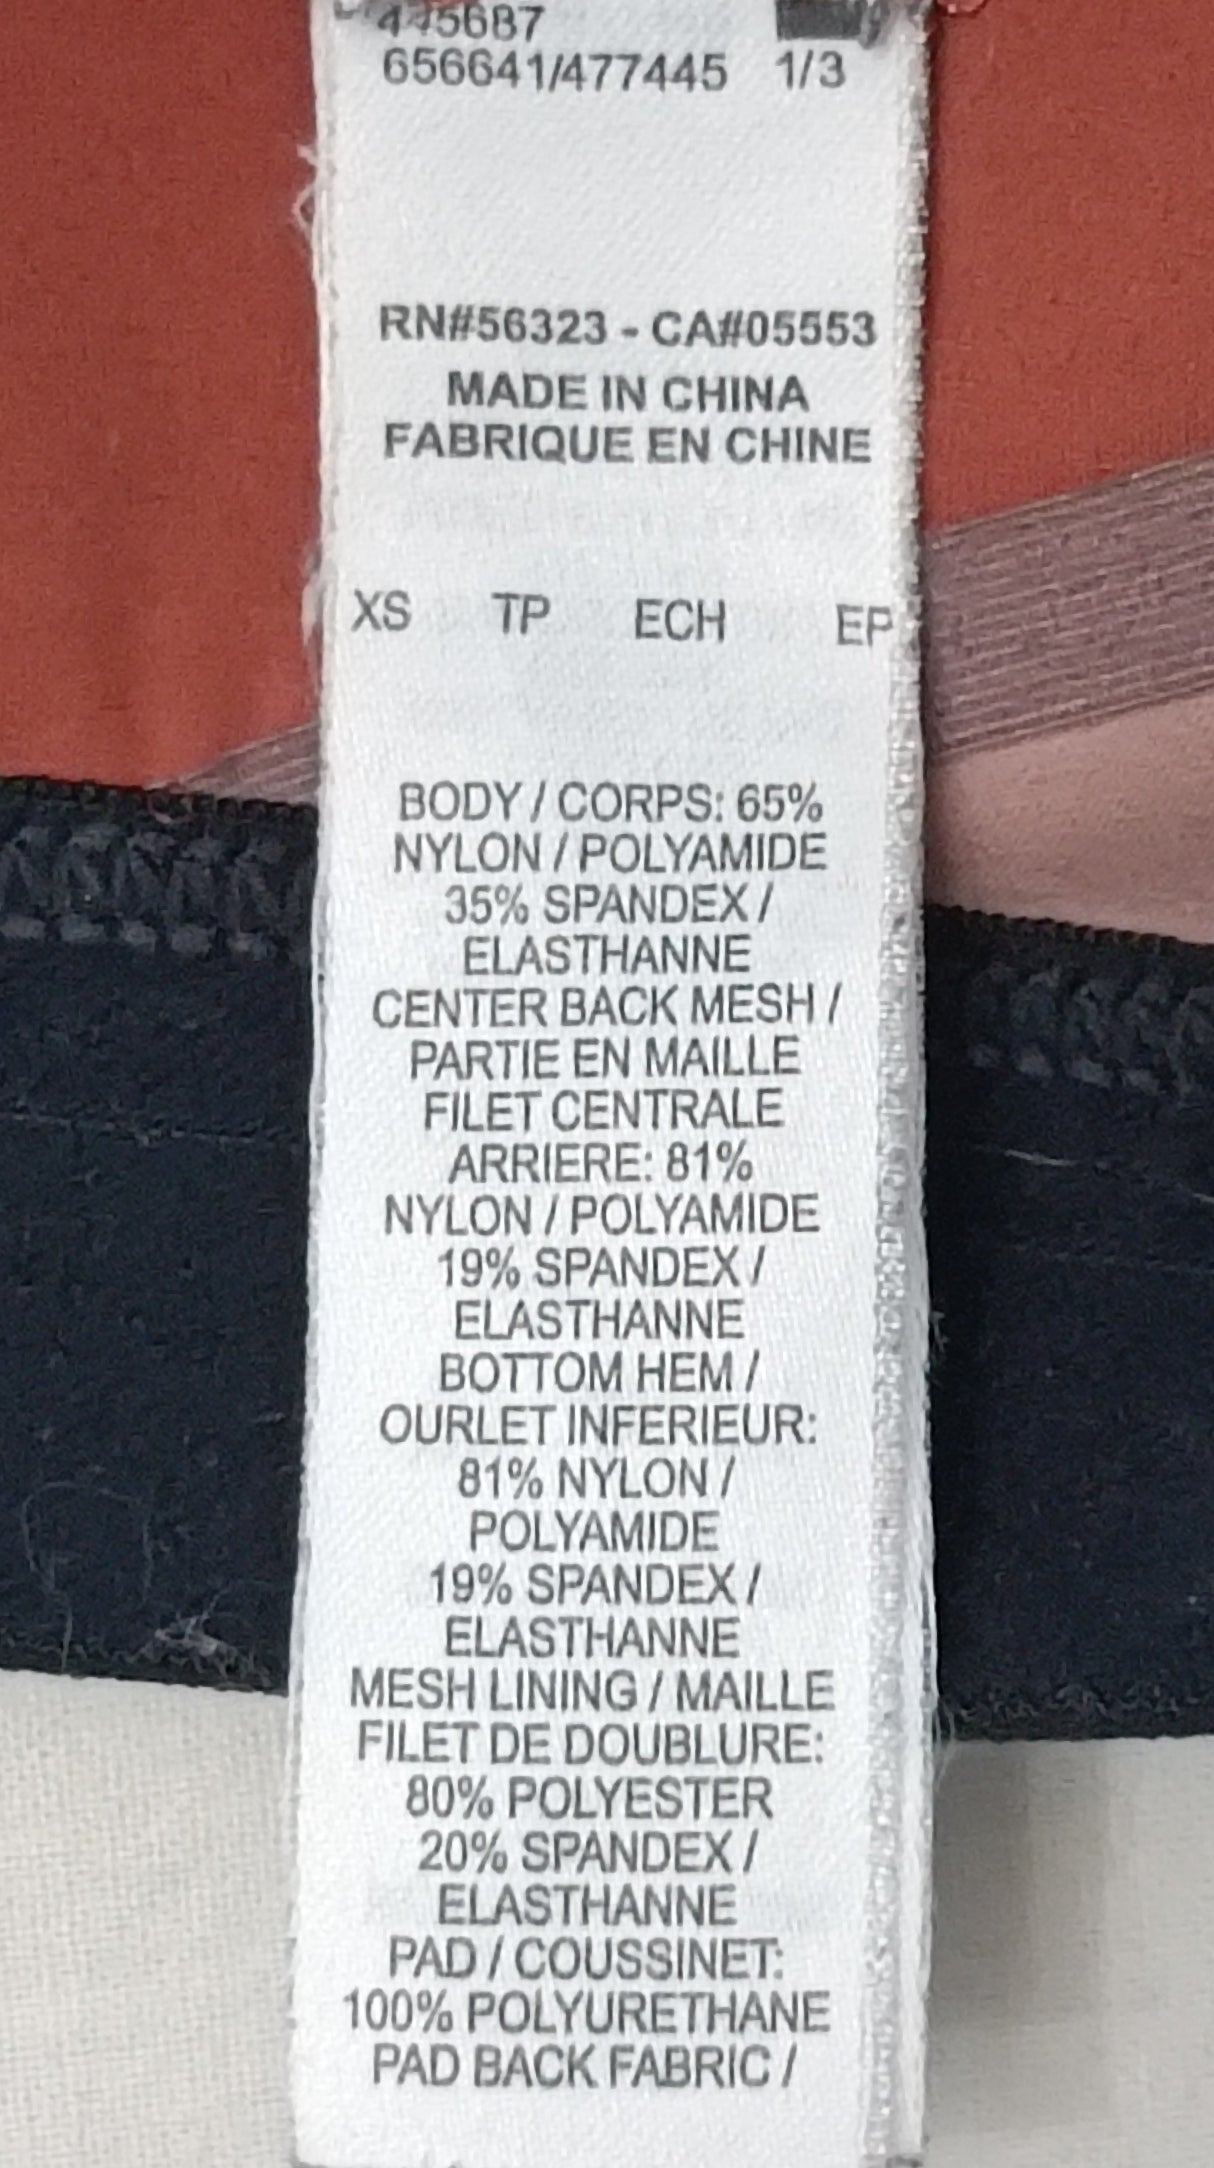 656641/477445 1/3
RN#56323 - CA#05553
MADE IN CHINA
FABRIQUE EN CHINE
XS TP ECH EP
BODY / CORPS: 65%
NYLON / POLYAMIDE
35% SPANDEX /
ELASTHANNE
CENTER BACK MESH /
PARTIE EN MAILLE
FILET CENTRALE
ARRIERE: 81%
NYLON / POLYAMIDE
19% SPANDEX /
ELASTHANNE
BOTTOM HEM /
OURLET INFERIEUR:
81% NYLON /
POLYAMIDE
19% SPANDEX /
ELASTHANNE
MESH LINING / MAILLE
FILET DE DOUBLURE:
80% POLYESTER
20% SPANDEX /
ELASTHANNE
PAD / COUSSINET:
100% POLYURETHANE
PAD BACK FABRIC /